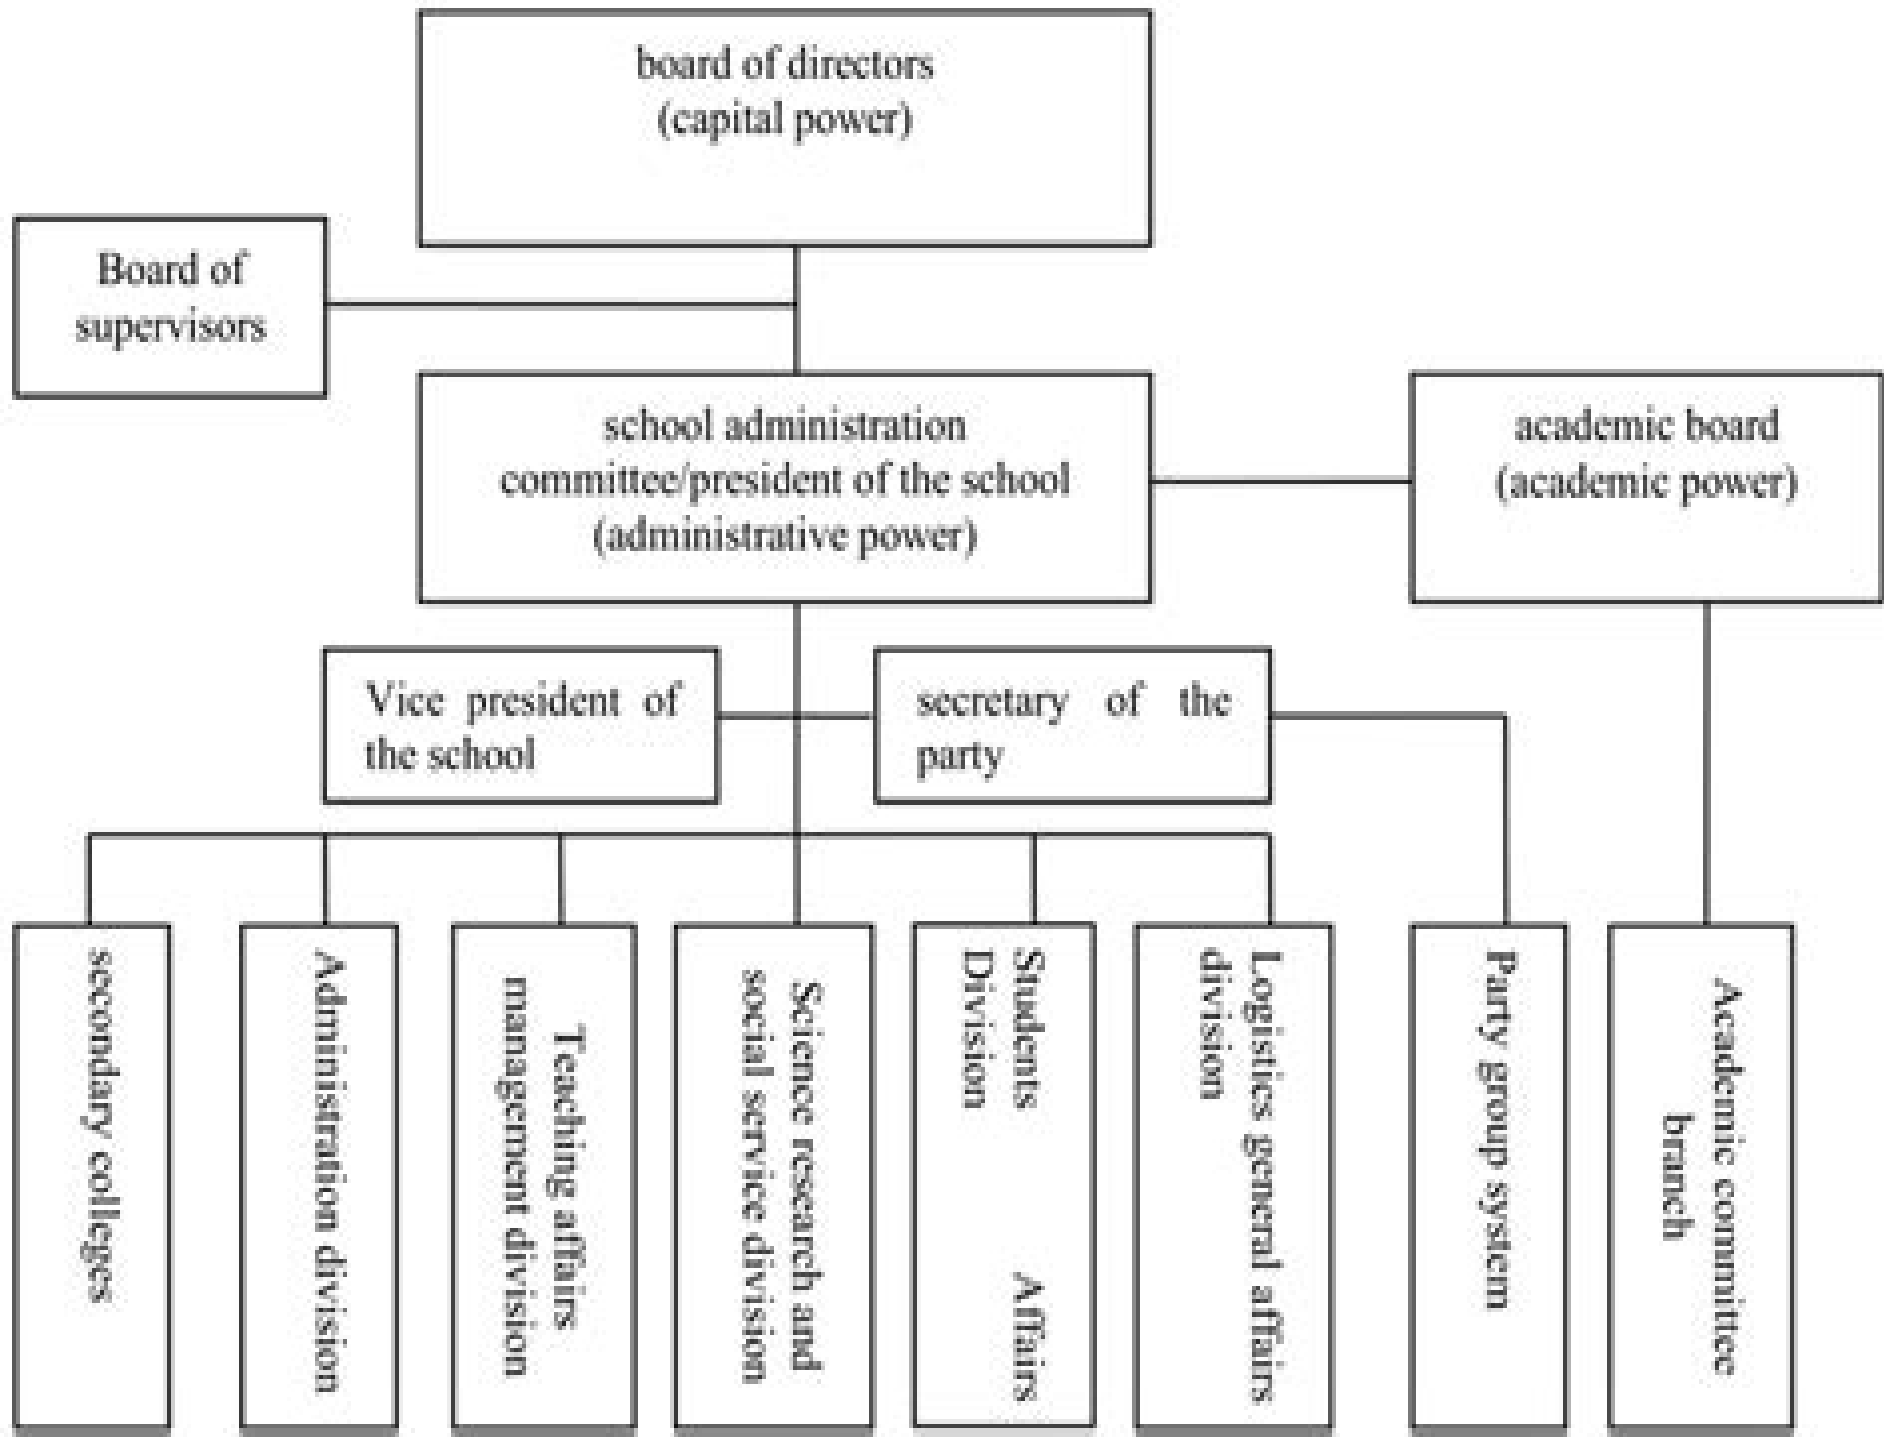 board of directors
(capital power)
Board of
supervisors
school administration
committee/president of the school
(administrative power)
academic board
(academic power)
Vice president of
the school
secretary of the
party
secondary colleges
Administration division
Teaching affairs
management division
Science research and
social service division
Students Affairs
Division
Logistics general affairs
division
Party group system
Academic committee
branch